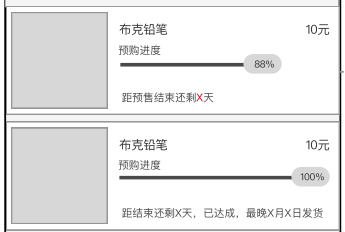 布克铅笔 10元
预购进度
88%
距预售结束还剩X天
布克铅笔 10元
预购进度
100%
距结束还剩X天，已达成，最晚X月X日发货